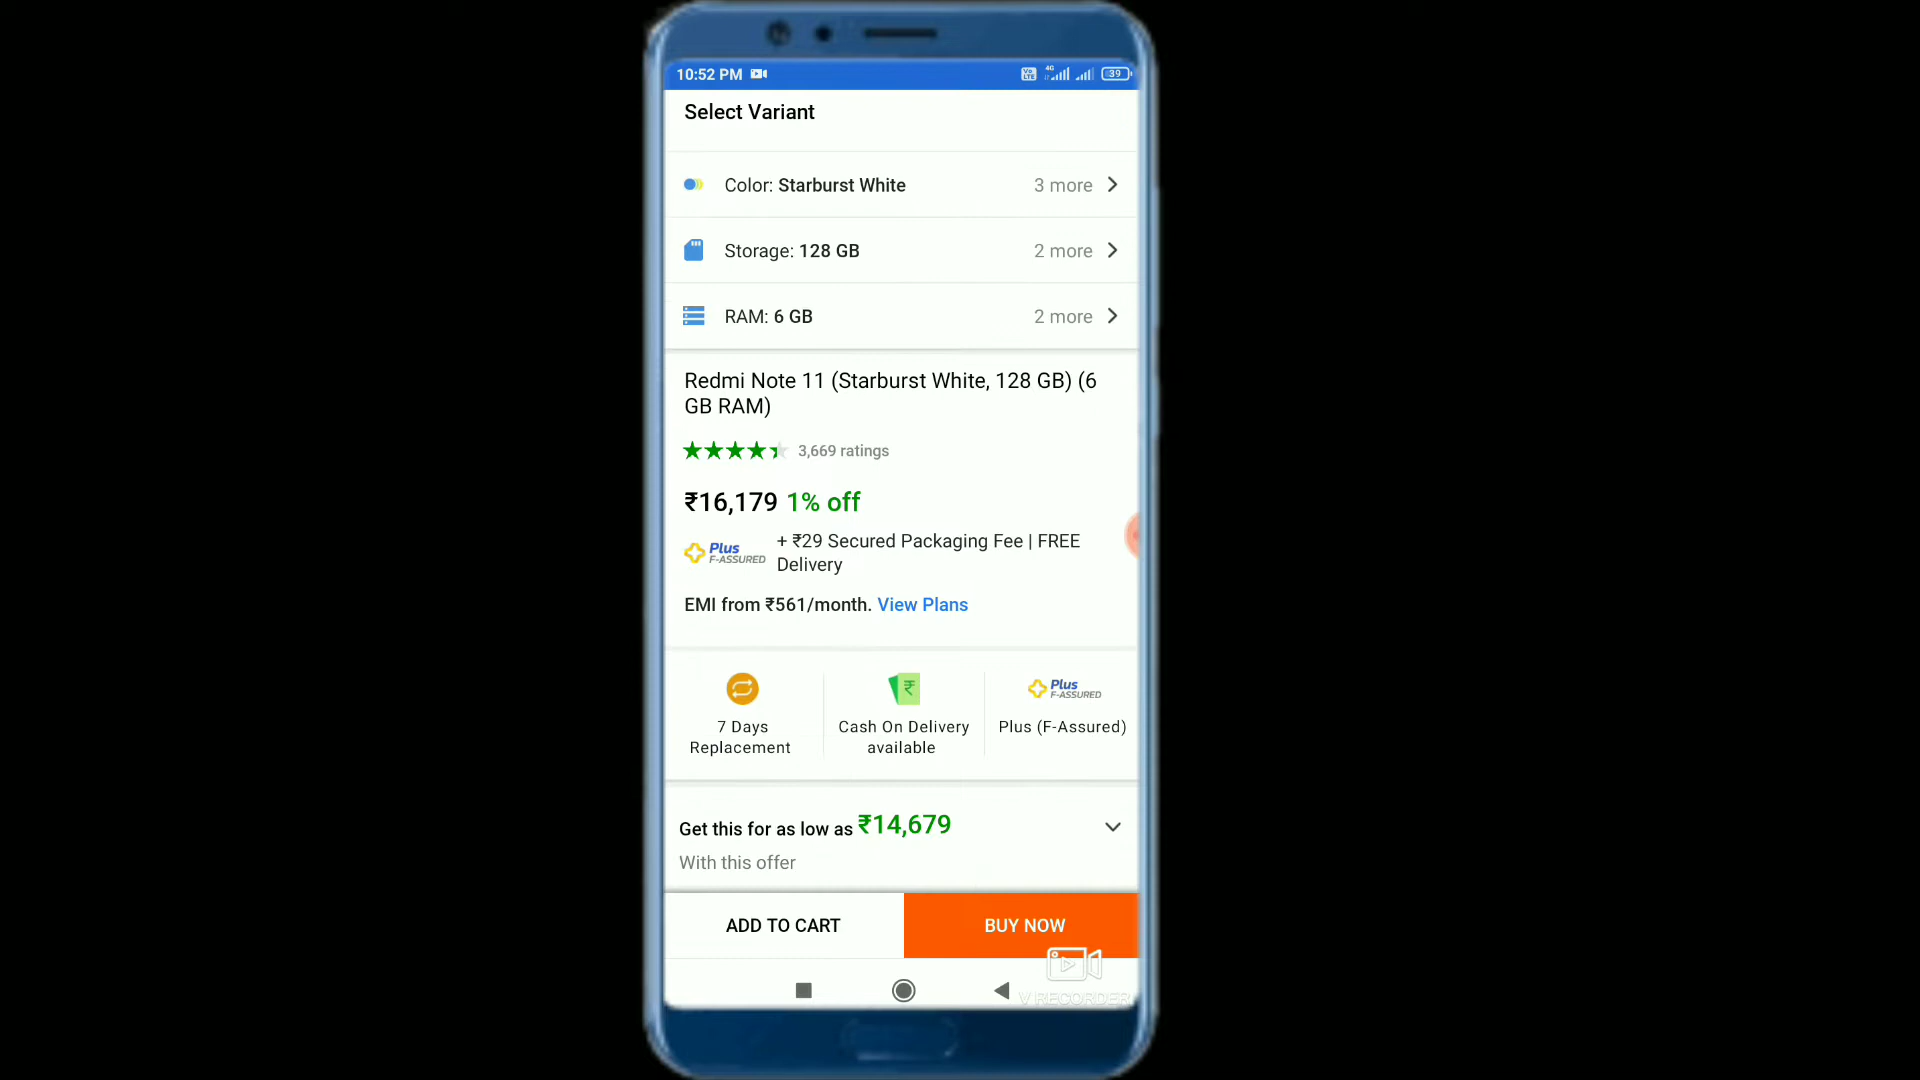 10:52 PM Vo LTE 4G 39
Select Variant
Color: Starburst White 3 more
Storage: 128 GB 2 more
RAM: 6 GB 2 more
Redmi Note 11 (Starburst White, 128 GB) (6
GB RAM)
3,669 ratings
₹16,179 1% off
Plus F-ASSURED
+ ₹29 Secured Packaging Fee | FREE
Delivery
EMI from ₹561/month. View Plans
Plus
F-ASSURED
7 Days
Replacement
Cash On Delivery
available
Plus (F-Assured)
Get this for as low as ₹14,679
With this offer
ADD TO CART BUY NOW
V RECORDER